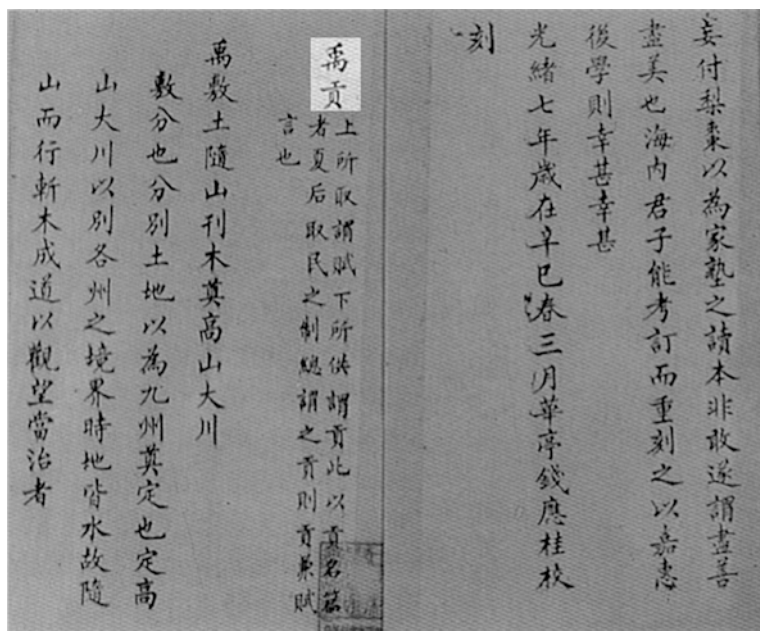 妄付梨棗以為家塾之讀本非敢遂謂盡善
盡美也海內君子能考訂而重刻之以嘉惠
後學則幸甚幸甚
光緒七年歲在辛巳春三月華亭錢應桂校
刻
禹貢
上所取謂賦下所供謂貢此以貢名篇
者夏后取民之制總謂之貢則貢兼賦
言也
禹敷土隨山刊木奠高山大川
敷分也分別土地以為九州奠定也定高
山大川以別各州之境界時地皆水故隨
山而行斬木成道以觀望當治者